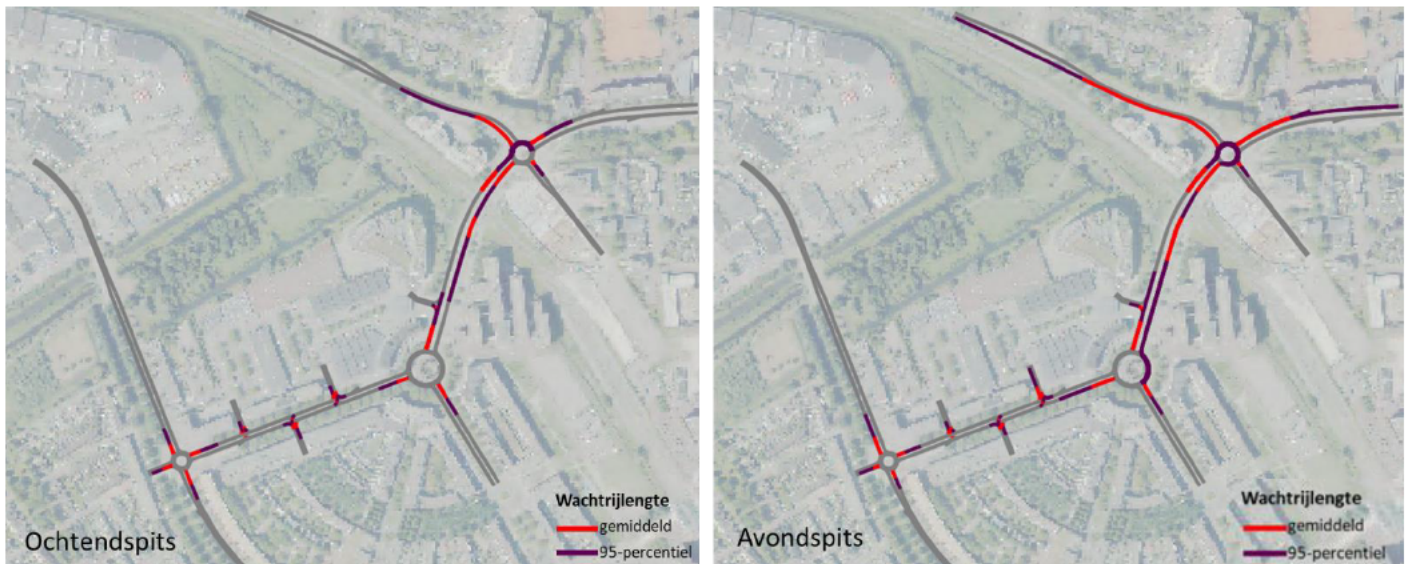 Ochtendspits
Wachtrijlengte
gemiddeld
95-percentiel
Avondspits
Wachtrijlengte
gemiddeld
95-percentiel